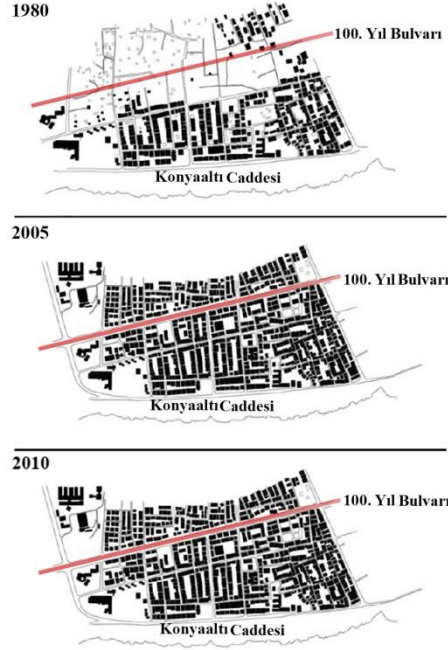 1980
100. Yıl Bulvarı
Konyaaltı Caddesi
2005
100. Yıl Bulvarı
Konyaaltı Caddesi
2010
100. Yıl Bulvarı
Konyaaltı Caddesi